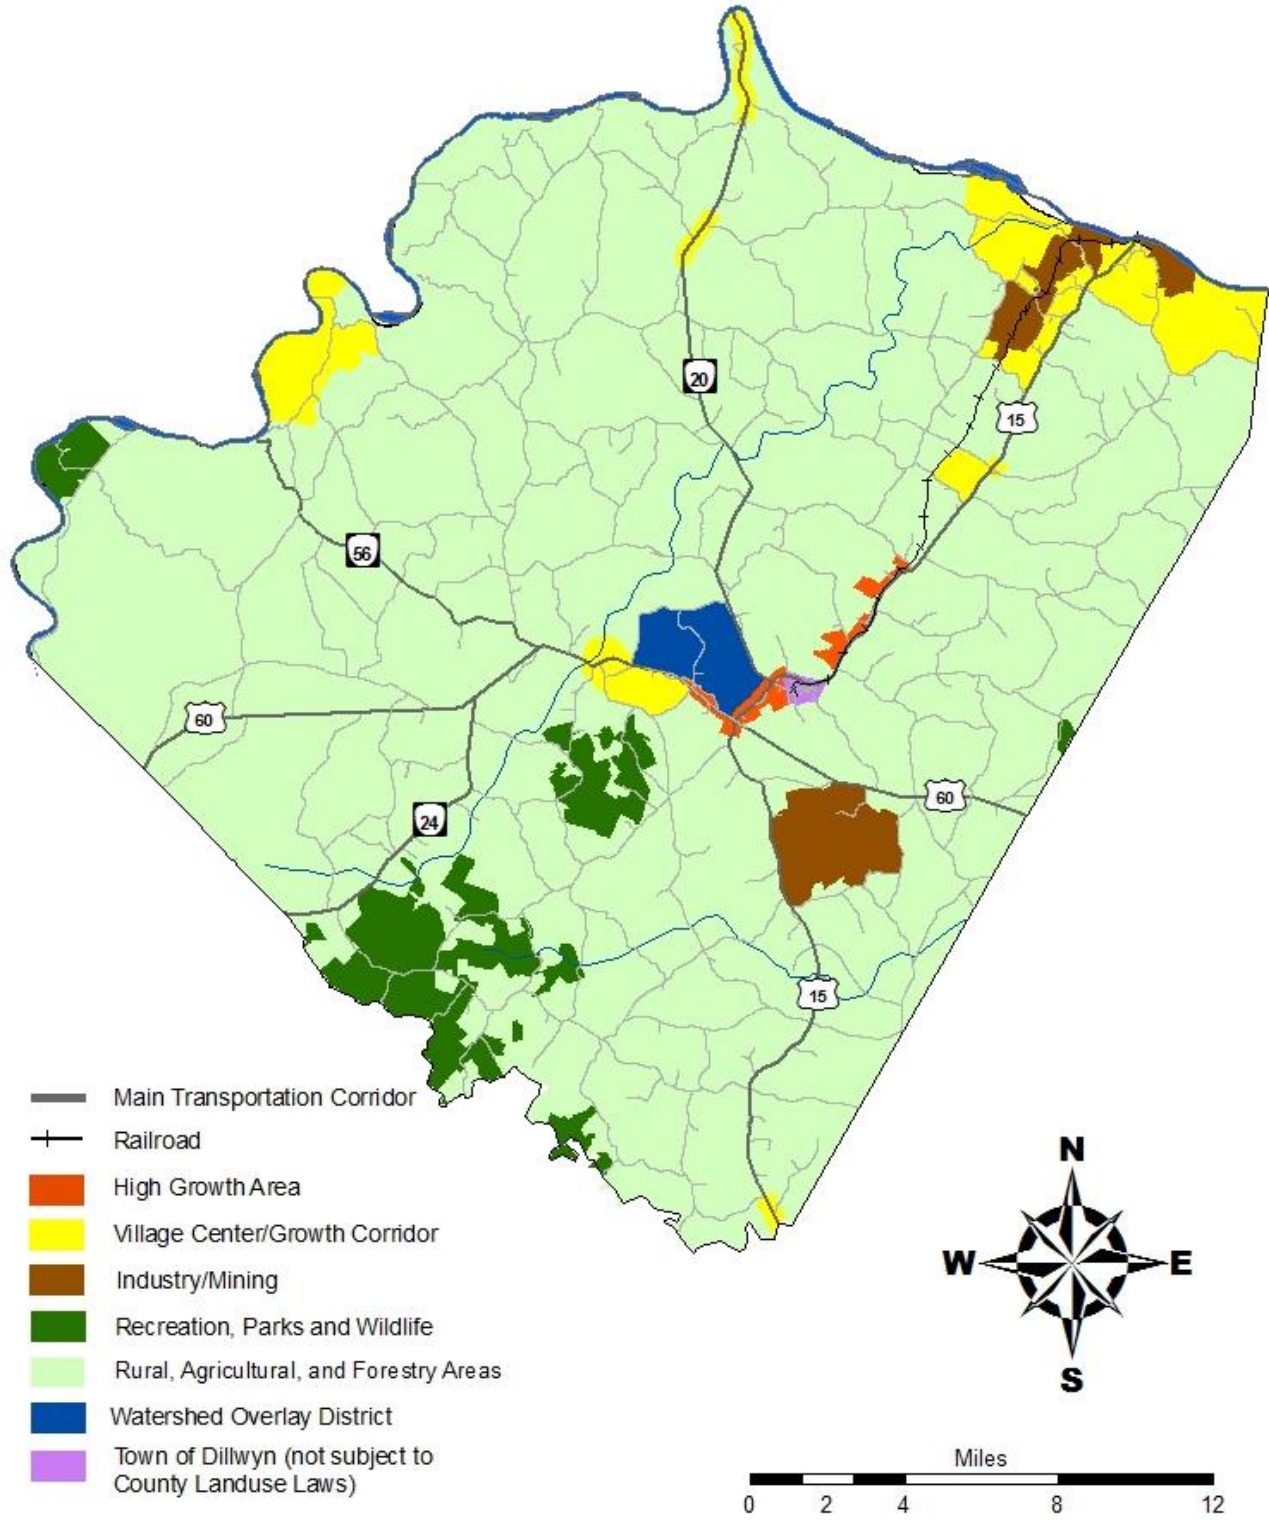 20
15
56
60
60
24
15
Main Transportation Corridor
Railroad
High Growth Area
Village Center/Growth Corridor
Industry/Mining
Recreation, Parks and Wildlife
Rural, Agricultural, and Forestry Areas
Watershed Overlay District
Town of Dillwyn (not subject to
County Landuse Laws)
N
W E
S
Miles
0 2 4 8 12